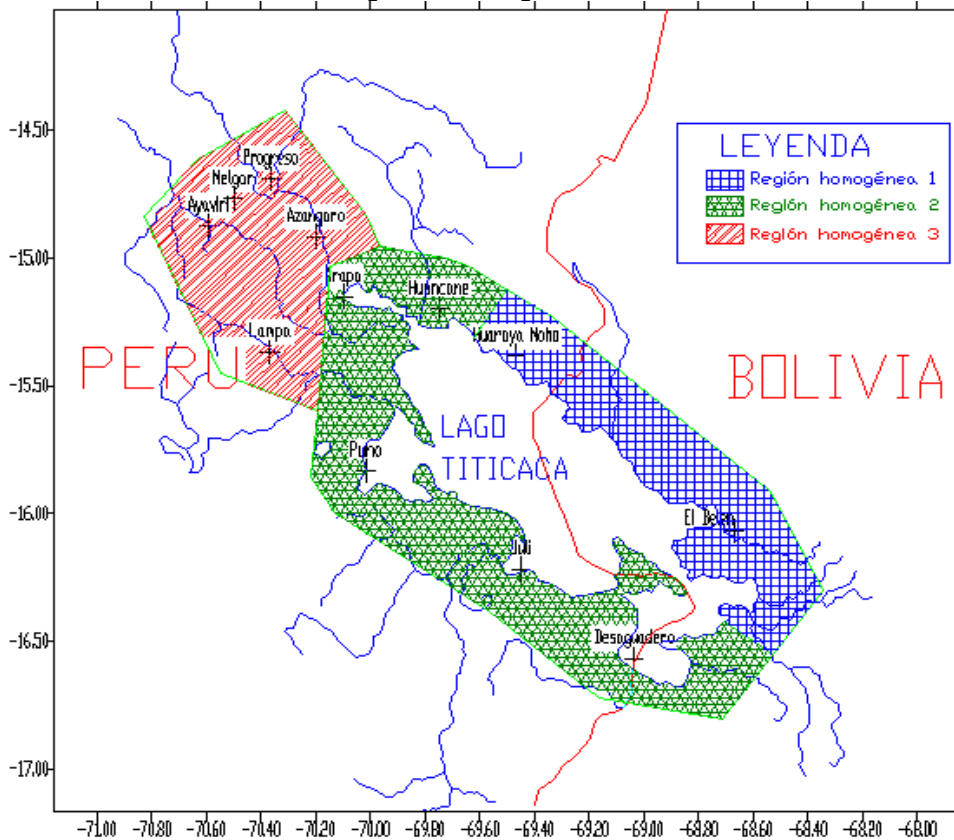 -14.50
-15.00
-15.50
-16.00
-16.50
-17.00
LEYENDA
Región homogénea 1
Región homogénea 2
Región homogénea 3
Progreso
Ayaviri
Azangaro
Huancane
Huaraya Moho
Lampa
PERU
BOLIVIA
LAGO
TITICACA
Puno
El Belen
Juli
Desaguadero
-71.00 -70.80 -70.60 -70.40 -70.20 -70.00 -69.80 -69.60 -69.40 -69.20 -69.00 -68.80 -68.60 -68.40 -68.20 -68.00